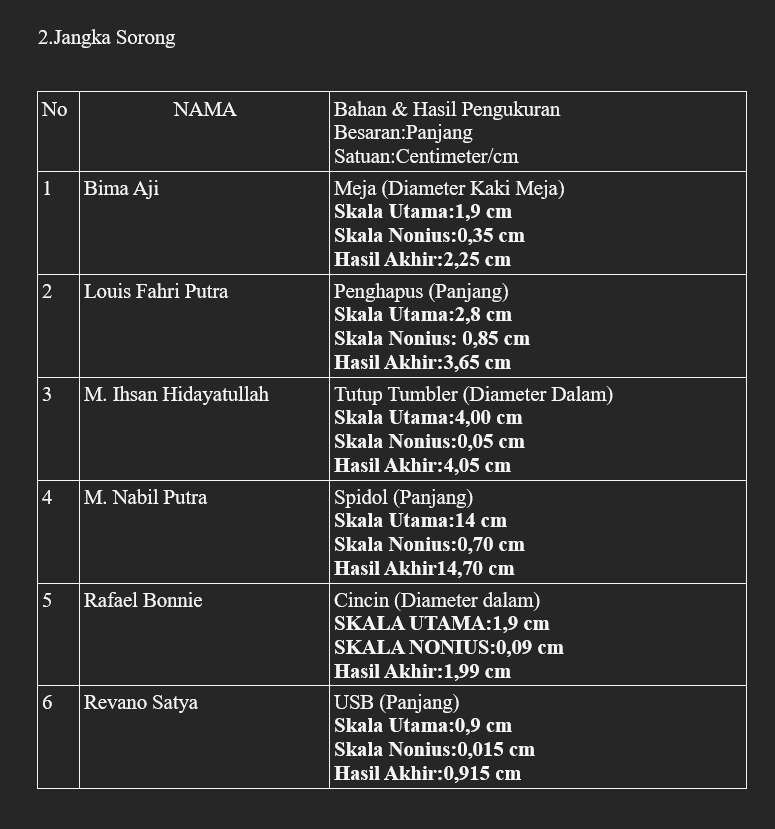 2.Jangka Sorong
No
NAMA
Bahan & Hasil Pengukuran
Besaran:Panjang
Satuan:Centimeter/cm
1
Bima Aji
Meja (Diameter Kaki Meja)
Skala Utama:1,9 cm
Skala Nonius:0,35 cm
Hasil Akhir:2,25 cm
2
Louis Fahri Putra
Penghapus (Panjang)
Skala Utama:2,8 cm
Skala Nonius: 0,85 cm
Hasil Akhir:3,65 cm
3
M. Ihsan Hidayatullah
Tutup Tumbler (Diameter Dalam)
Skala Utama:4,00 cm
Skala Nonius:0,05 cm
Hasil Akhir:4,05 cm
4
M. Nabil Putra
Spidol (Panjang)
Skala Utama:14 cm
Skala Nonius:0,70 cm
Hasil Akhir14,70 cm
5
Rafael Bonnie
Cincin (Diameter dalam)
SKALA UTAMA:1,9 cm
SKALA NONIUS:0,09 cm
Hasil Akhir:1,99 cm
6
Revano Satya
USB (Panjang)
Skala Utama:0,9 cm
Skala Nonius:0,015 cm
Hasil Akhir:0,915 cm